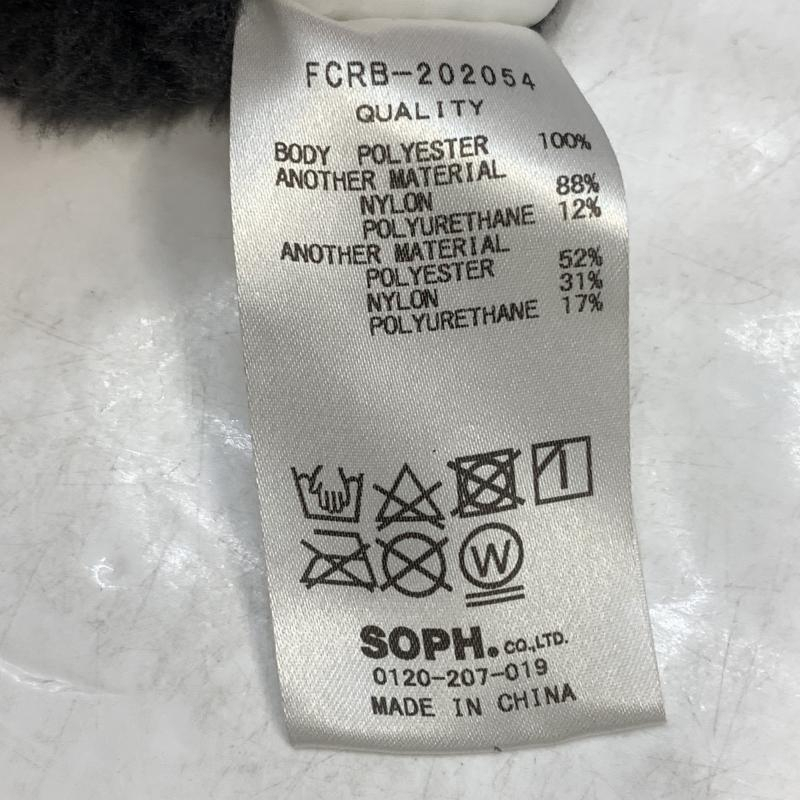 FCRB-202054
QUALITY
BODY POLYESTER 100%
ANOTHER MATERIAL
NYLON 88%
POLYURETHANE 12%
ANOTHER MATERIAL
POLYESTER 52%
NYLON 31%
POLYURETHANE 17%
W
SOPH. CO.,LTD.
0120-207-019
MADE IN CHINA